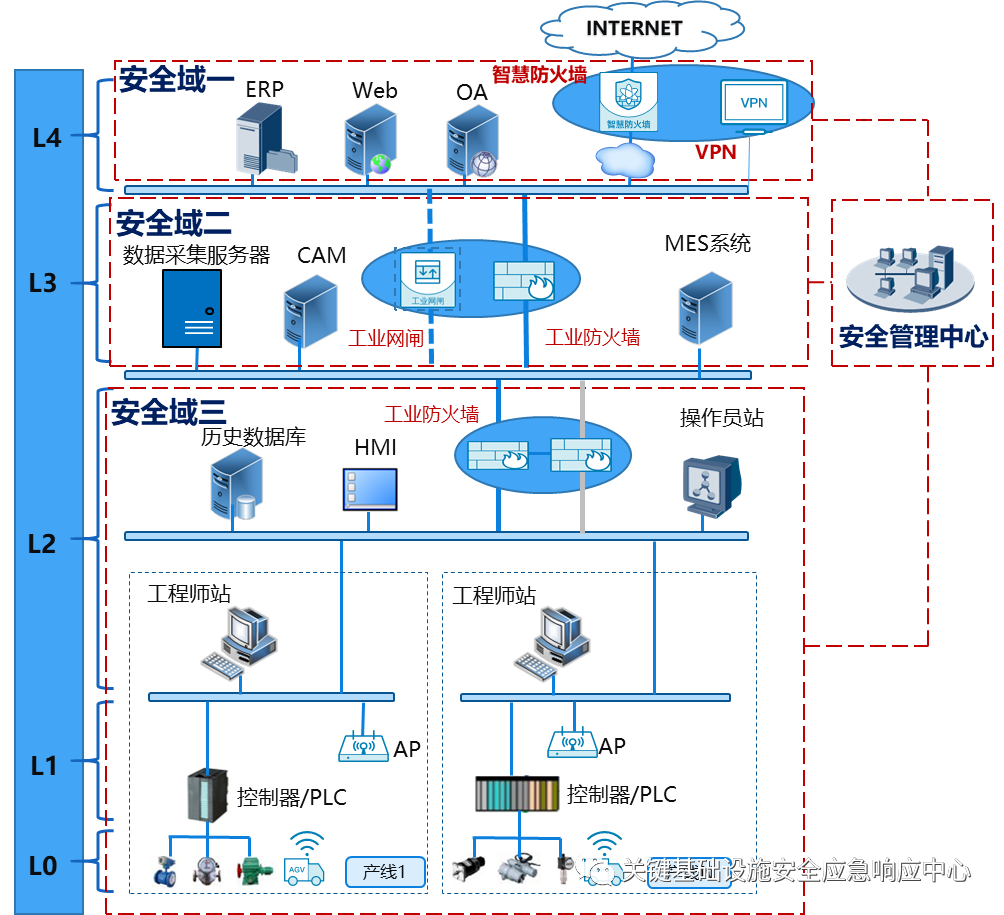 INTERNET
安全域一
智慧防火墙
ERP
Web
OA
智慧防火墙
VPN
VPN
L4
安全域二
数据采集服务器
CAM
MES系统
工业网闸
工业网闸
工业防火墙
L3
安全管理中心
安全域三
工业防火墙
历史数据库
HMI
操作员站
L2
工程师站
工程师站
AP
AP
L1
控制器/PLC
控制器/PLC
L0
AGV
产线1
关键基础设施安全应急响应中心